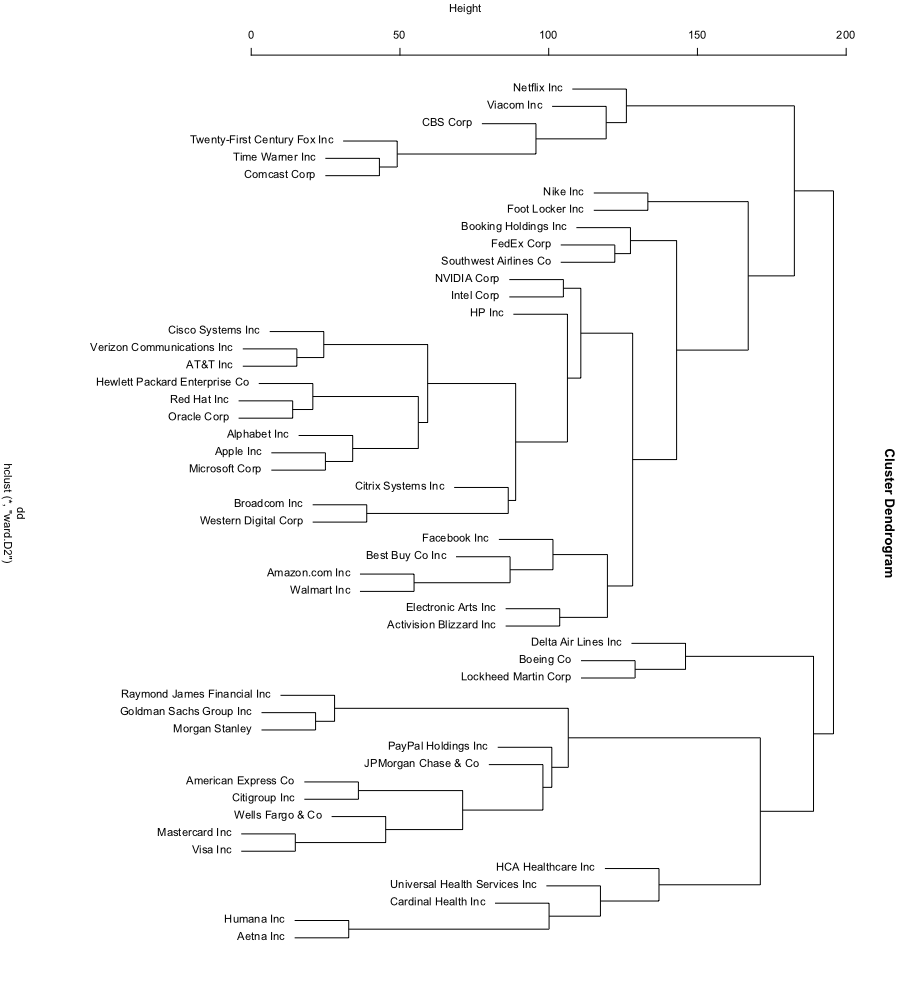 Height
0 50 100 150 200
Netflix Inc
Viacom Inc
CBS Corp
Twenty-First Century Fox Inc
Time Warner Inc
Comcast Corp
Nike Inc
Foot Locker Inc
Booking Holdings Inc
FedEx Corp
Southwest Airlines Co
NVIDIA Corp
Intel Corp
HP Inc
Cisco Systems Inc
Verizon Communications Inc
AT&T Inc
Hewlett Packard Enterprise Co
Red Hat Inc
Oracle Corp
Alphabet Inc
Apple Inc
Microsoft Corp
Citrix Systems Inc
Broadcom Inc
Western Digital Corp
Facebook Inc
Best Buy Co Inc
Amazon.com Inc
Walmart Inc
Electronic Arts Inc
Activision Blizzard Inc
Delta Air Lines Inc
Boeing Co
Lockheed Martin Corp
Raymond James Financial Inc
Goldman Sachs Group Inc
Morgan Stanley
PayPal Holdings Inc
JPMorgan Chase & Co
American Express Co
Citigroup Inc
Wells Fargo & Co
Mastercard Inc
Visa Inc
HCA Healthcare Inc
Universal Health Services Inc
Cardinal Health Inc
Humana Inc
Aetna Inc
Cluster Dendrogram
dd
hclust (*, "ward.D2")